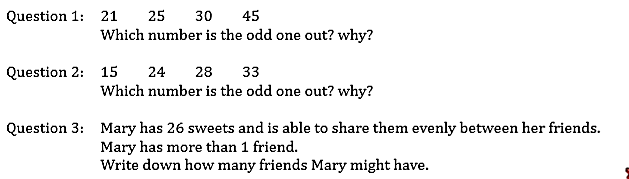 Question 1: 21 25 30 45
Which number is the odd one out? why?
Question 2: 15 24 28 33
Which number is the odd one out? why?
Question 3: Mary has 26 sweets and is able to share them evenly between her friends.
Mary has more than 1 friend.
Write down how many friends Mary might have.